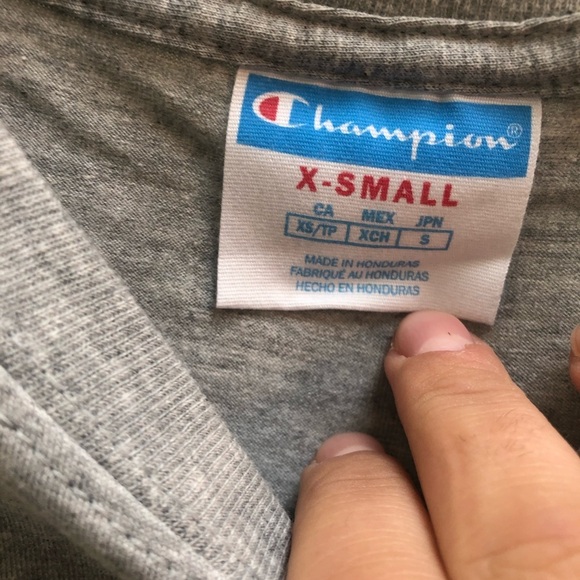 Champion®
X-SMALL
CA MEX JPN
XS/TP XCH S
MADE IN HONDURAS
FABRIQUÉ AU HONDURAS
HECHO EN HONDURAS